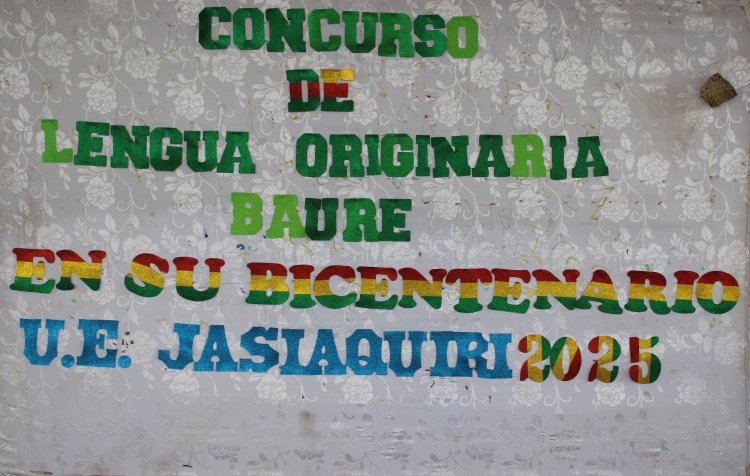 CONCURSO
DE
LENGUA ORIGINARIA
BAURE
EN SU BICENTENARIO
U.E. JASIAQUIRI 2025